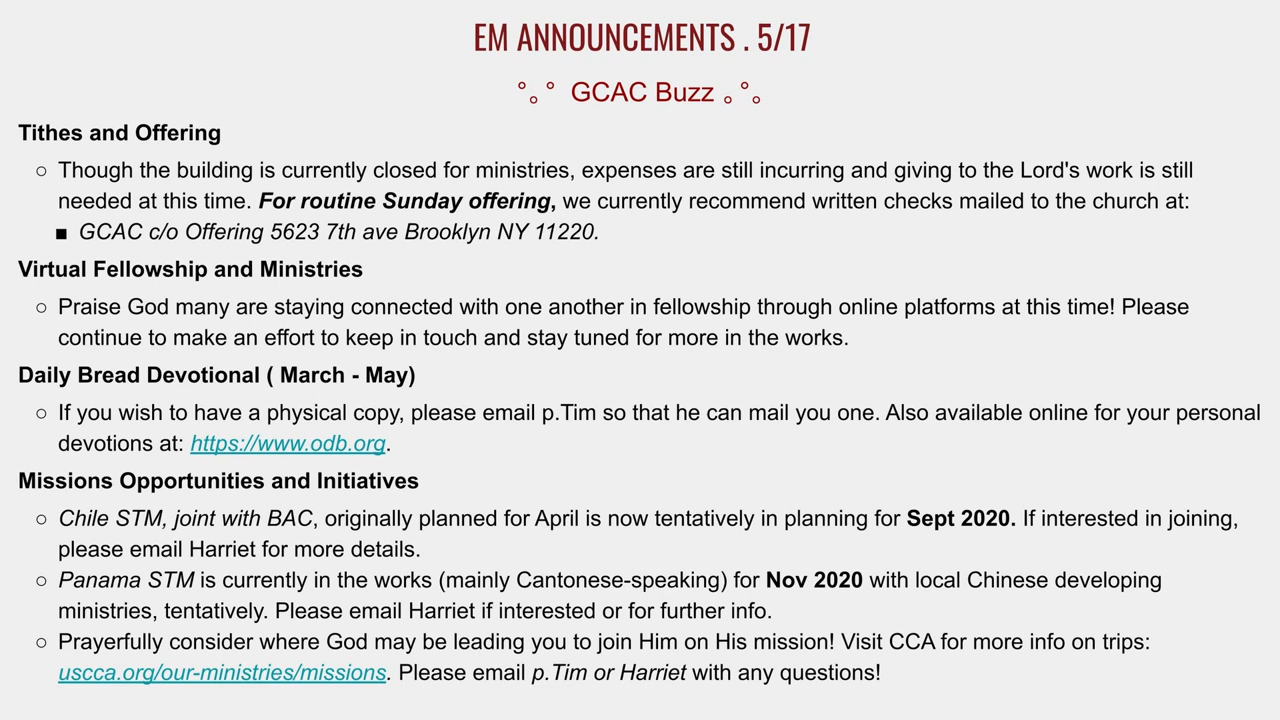 EM ANNOUNCEMENTS . 5/17
°。° GCAC Buzz 。°。
Tithes and Offering
○ Though the building is currently closed for ministries, expenses are still incurring and giving to the Lord's work is still
needed at this time. For routine Sunday offering, we currently recommend written checks mailed to the church at:
■ GCAC c/o Offering 5623 7th ave Brooklyn NY 11220.
Virtual Fellowship and Ministries
○ Praise God many are staying connected with one another in fellowship through online platforms at this time! Please
continue to make an effort to keep in touch and stay tuned for more in the works.
Daily Bread Devotional ( March - May)
○ If you wish to have a physical copy, please email p.Tim so that he can mail you one. Also available online for your personal
devotions at: https://www.odb.org.
Missions Opportunities and Initiatives
○ Chile STM, joint with BAC, originally planned for April is now tentatively in planning for Sept 2020. If interested in joining,
please email Harriet for more details.
○ Panama STM is currently in the works (mainly Cantonese-speaking) for Nov 2020 with local Chinese developing
ministries, tentatively. Please email Harriet if interested or for further info.
○ Prayerfully consider where God may be leading you to join Him on His mission! Visit CCA for more info on trips:
uscca.org/our-ministries/missions. Please email p.Tim or Harriet with any questions!